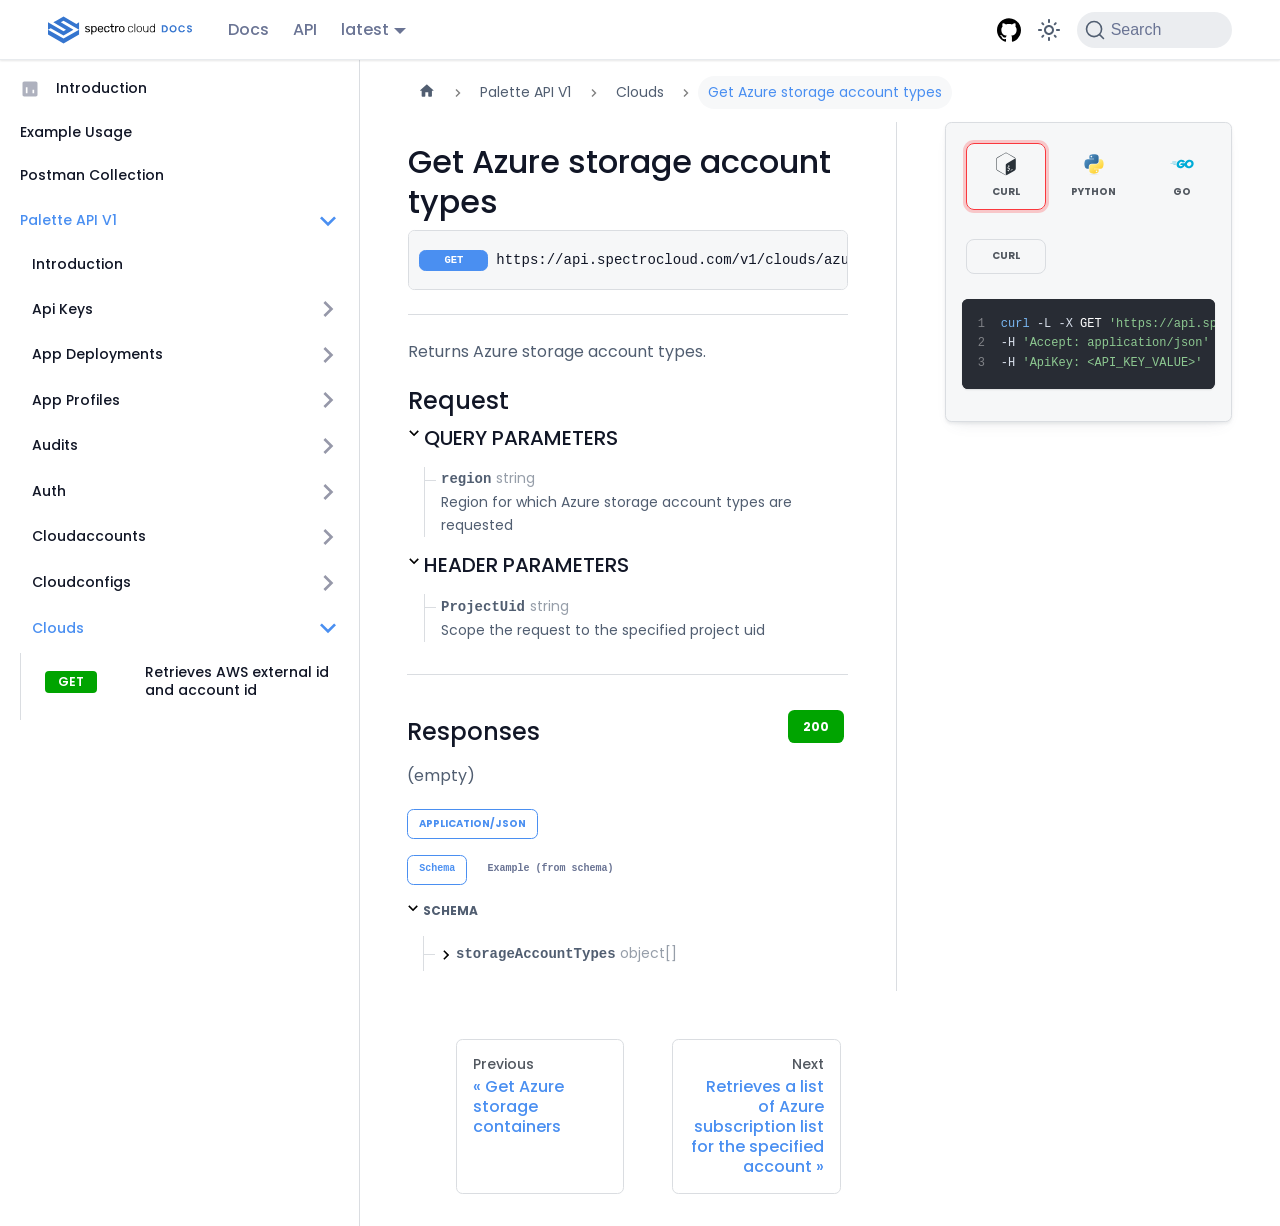 spectro cloud DOCS
Docs
API
latest
Search
Introduction
Example Usage
Postman Collection
Palette API V1
Introduction
Api Keys
App Deployments
App Profiles
Audits
Auth
Cloudaccounts
Cloudconfigs
Clouds
GET
Retrieves AWS external id
and account id
Palette API V1
Clouds
Get Azure storage account types
Get Azure storage account
types
GET
https://api.spectrocloud.com/v1/clouds/azu
Returns Azure storage account types.
Request
QUERY PARAMETERS
region string
Region for which Azure storage account types are
requested
HEADER PARAMETERS
ProjectUid string
Scope the request to the specified project uid
Responses
200
(empty)
APPLICATION/JSON
Schema
Example (from schema)
SCHEMA
storageAccountTypes object[]
Previous
« Get Azure
storage
containers
Next
Retrieves a list
of Azure
subscription list
for the specified
account »
CURL
PYTHON
GO
GO
CURL
1 curl -L -X GET 'https://api.sp
2 -H 'Accept: application/json'
3 -H 'ApiKey: <API_KEY_VALUE>'